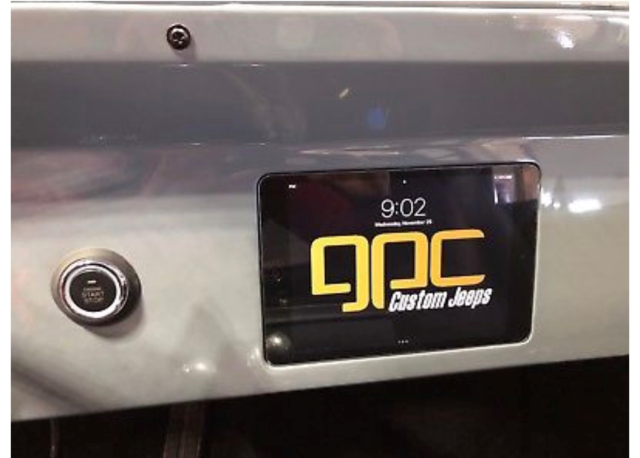 9:02
Wednesday, November 28
gpc
Custom Jeeps
ENGINE
START
STOP